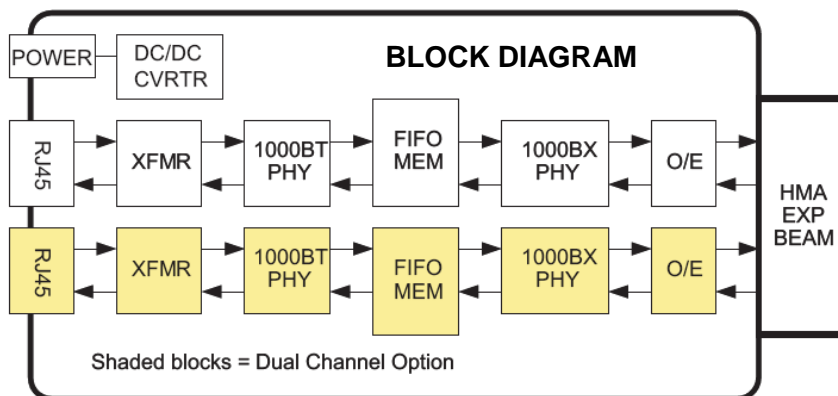 BLOCK DIAGRAM
POWER
DC/DC
CVRTR
RJ45
XFMR
1000BT
PHY
FIFO
MEM
1000BX
PHY
O/E
HMA
EXP
BEAM
RJ45
XFMR
1000BT
PHY
FIFO
MEM
1000BX
PHY
O/E
Shaded blocks = Dual Channel Option